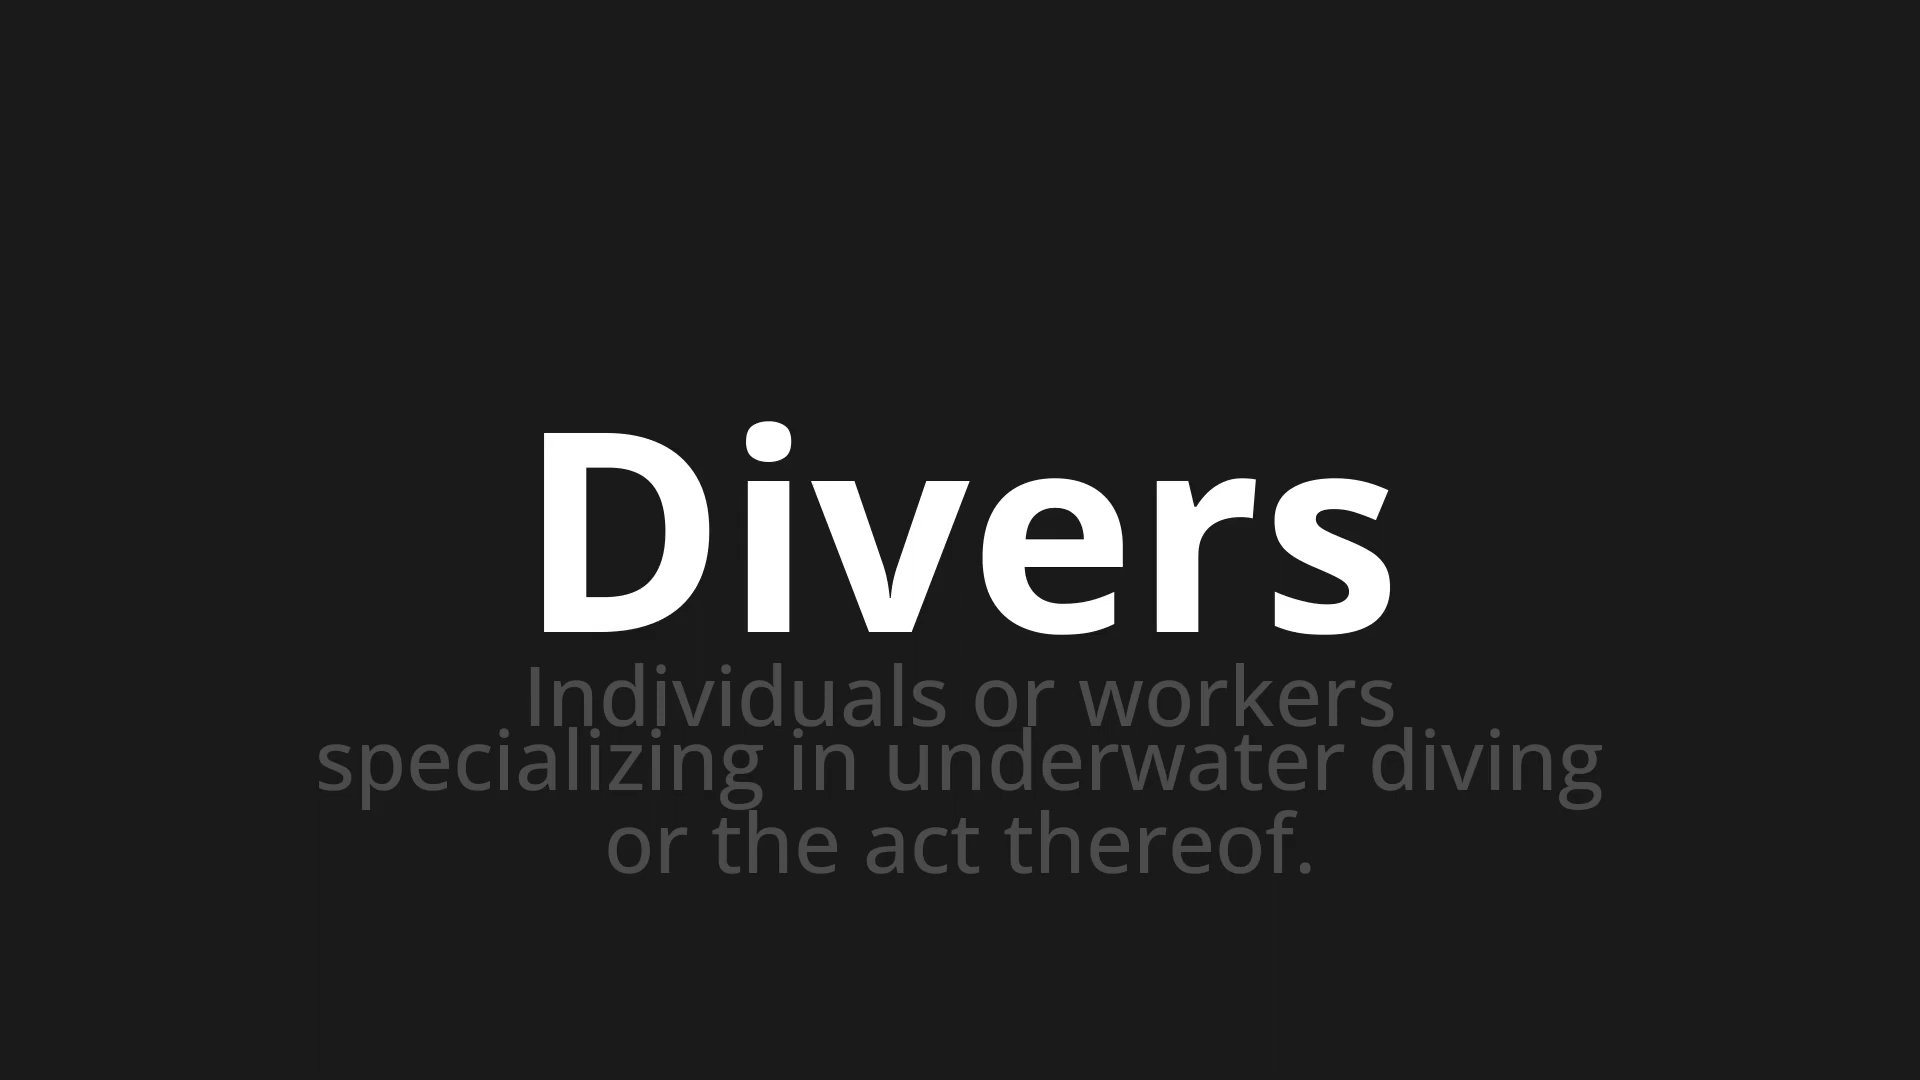 Divers
Individuals or workers
specializing in underwater diving
or the act thereof.